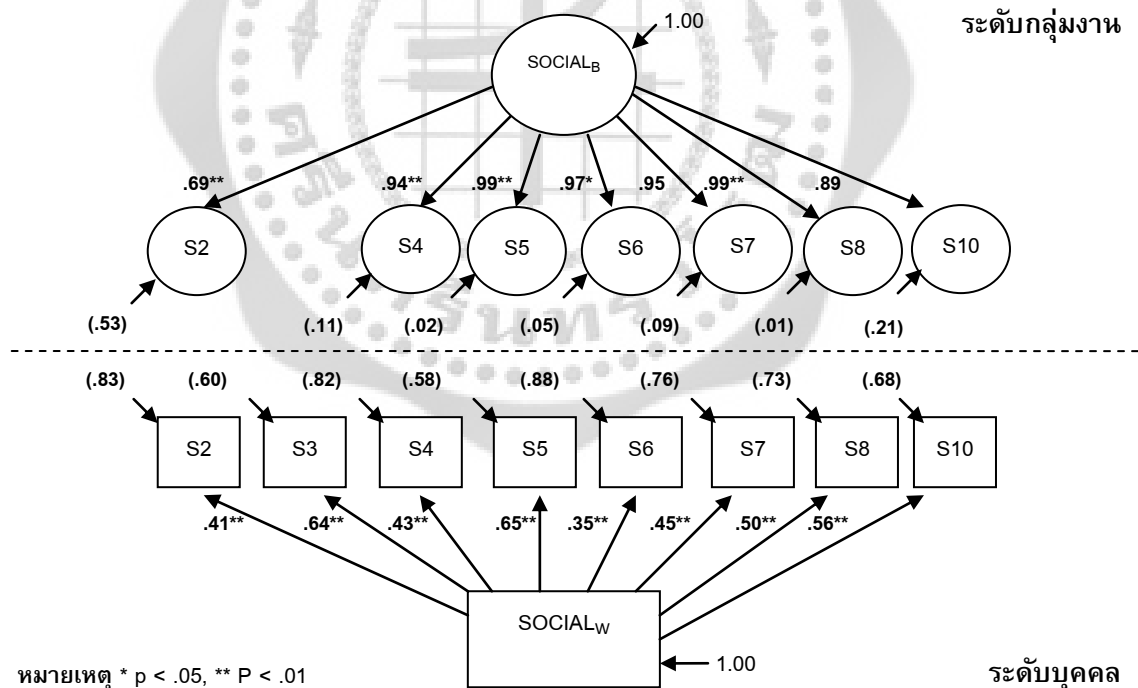 ระดับกลุ่มงาน
1.00
SOCIAL_B
.69** .94** .99** .97* .95 .99** .89
S2 S4 S5 S6 S7 S8 S10
(.53) (.11) (.02) (.05) (.09) (.01) (.21)
(.83) (.60) (.82) (.58) (.88) (.76) (.73) (.68)
S2 S3 S4 S5 S6 S7 S8 S10
.41** .64** .43** .65** .35** .45** .50** .56**
SOCIAL_W
1.00
หมายเหตุ * p < .05, ** P < .01 ระดับบุคคล